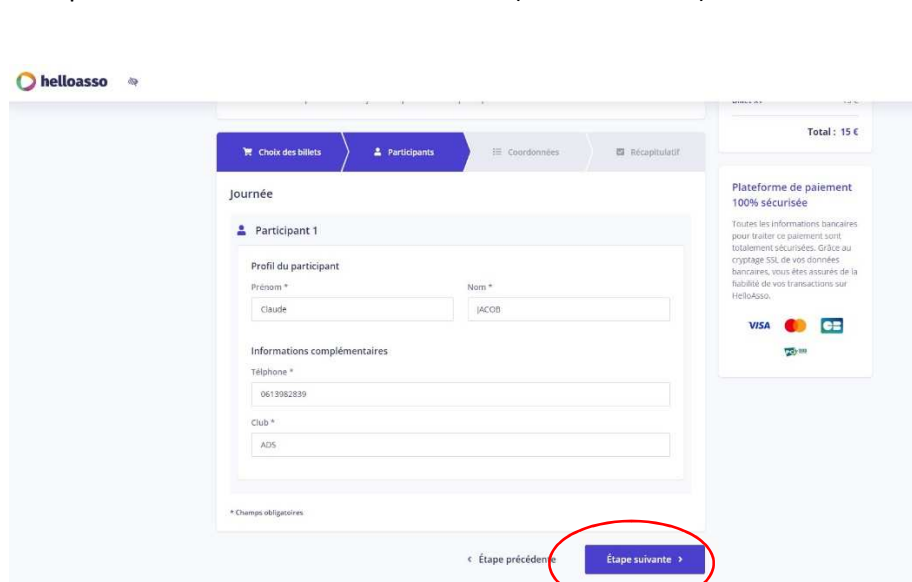 helloasso
Total : 15 €
Choix des billets
Participants
Coordonnées
Récapitulatif
Journée
Participant 1
Profil du participant
Prénom *
Nom *
Claude
JACOB
Informations complémentaires
Télphone *
0613982839
Club *
ADS
* Champs obligatoires
Étape précédente
Étape suivante
Plateforme de paiement
100% sécurisée
Toutes les informations bancaires
pour traiter ce paiement sont
totalement sécurisées. Grâce au
cryptage SSL de vos données
bancaires, vous êtes assurés de la
fiabilité de vos transactions sur
HelloAsso.
VISA
CB